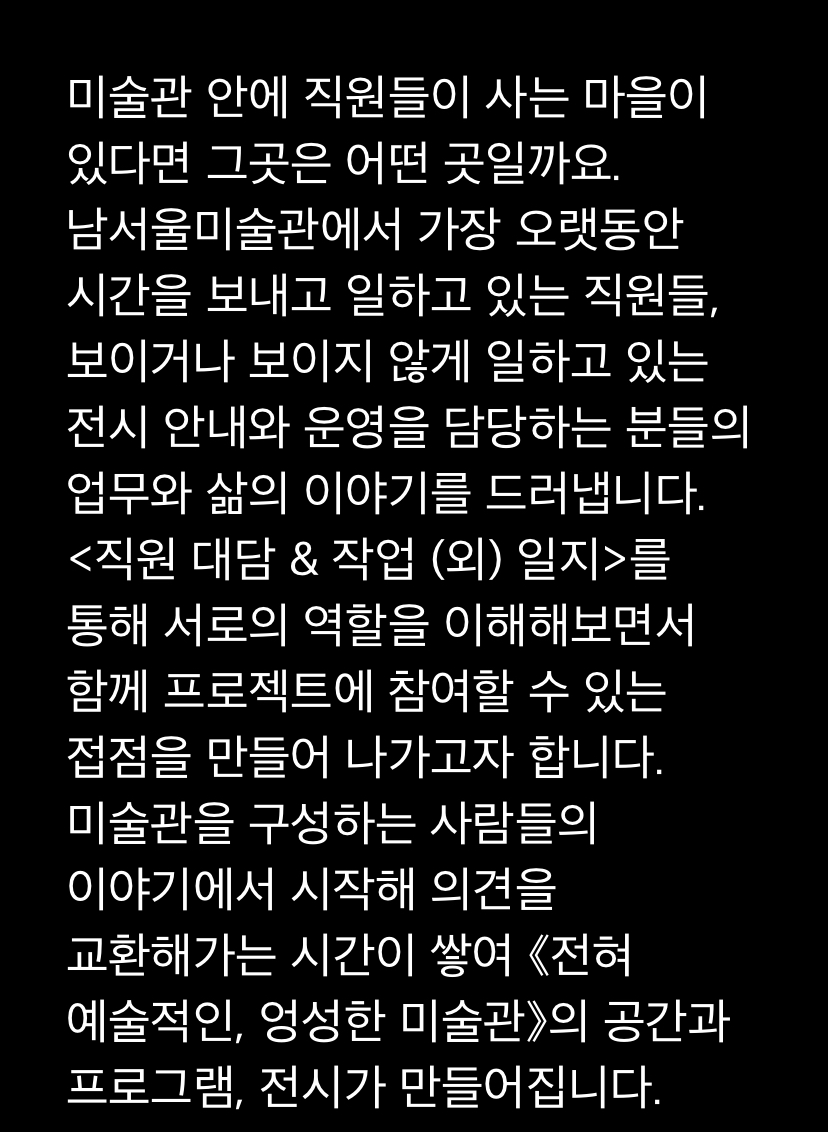 미술관 안에 직원들이 사는 마을이
있다면 그곳은 어떤 곳일까요.
남서울미술관에서 가장 오랫동안
시간을 보내고 일하고 있는 직원들,
보이거나 보이지 않게 일하고 있는
전시 안내와 운영을 담당하는 분들의
업무와 삶의 이야기를 드러냅니다.
<직원 대담 & 작업 (외) 일지>를
통해 서로의 역할을 이해해보면서
함께 프로젝트에 참여할 수 있는
접점을 만들어 나가고자 합니다.
미술관을 구성하는 사람들의
이야기에서 시작해 의견을
교환해가는 시간이 쌓여 《전혀
예술적인, 엉성한 미술관》의 공간과
프로그램, 전시가 만들어집니다.